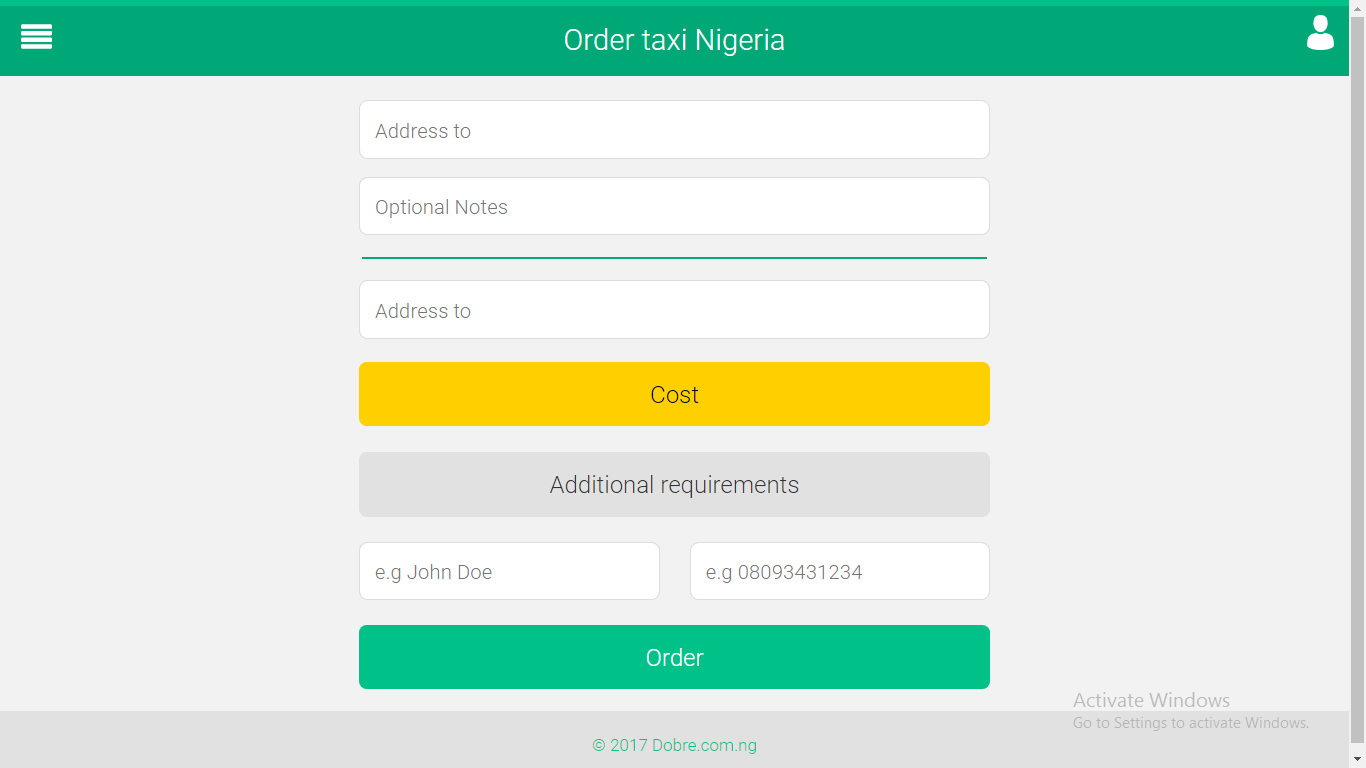 Order taxi Nigeria
Address to
Optional Notes
Address to
Cost
Additional requirements
e.g John Doe
e.g 08093431234
Order
Activate Windows
Go to Settings to activate Windows.
© 2017 Dobre.com.ng